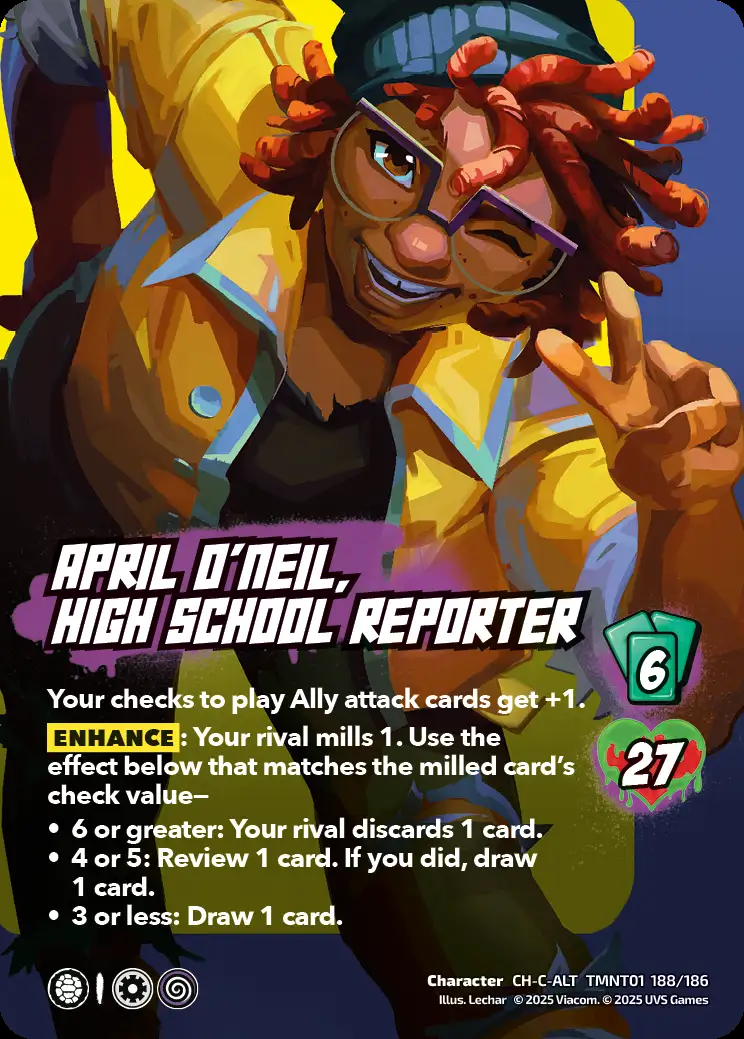 APRIL O'NEIL,
HIGH SCHOOL REPORTER
6
Your checks to play Ally attack cards get +1.
27
ENHANCE: Your rival mills 1. Use the
effect below that matches the milled card's
check value—
• 6 or greater: Your rival discards 1 card.
• 4 or 5: Review 1 card. If you did, draw
1 card.
• 3 or less: Draw 1 card.
Character CH-C-ALT TMNT01 188/186
Illus. Lechar © 2025 Viacom. © 2025 UVS Games